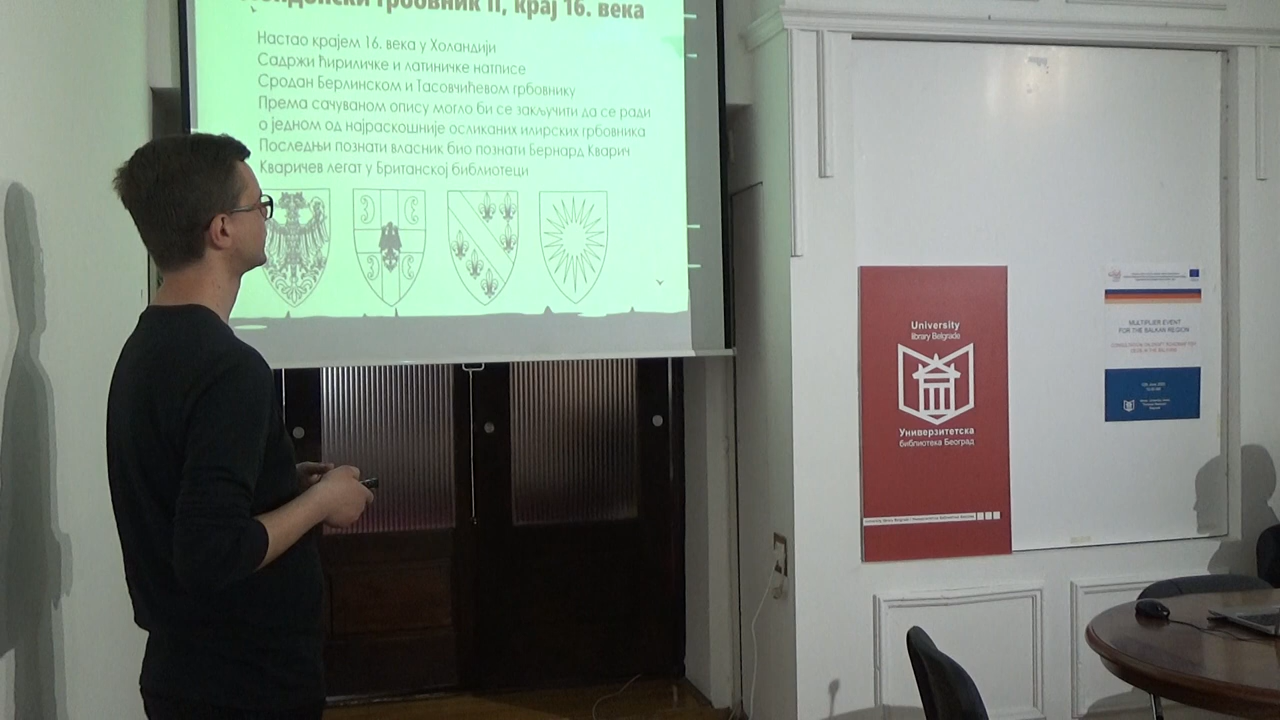 грбовник II, крај 16. века
Настао крајем 16. века у Холандији
Садржи ћириличке и латиничке натписе
Сродан Берлинском и Тасовчићевом грбовнику
Према сачуваном опису могло би се закључити да се ради
о једном од најраскошније осликаних илирских грбовника
Последњи познати власник био познати Бернард Кварич
Кваричев легат у Британској библиотеци
University
library Belgrade
Универзитетска
библиотека Београд
MULTIPLIER EVENT
FOR THE BALKAN REGION